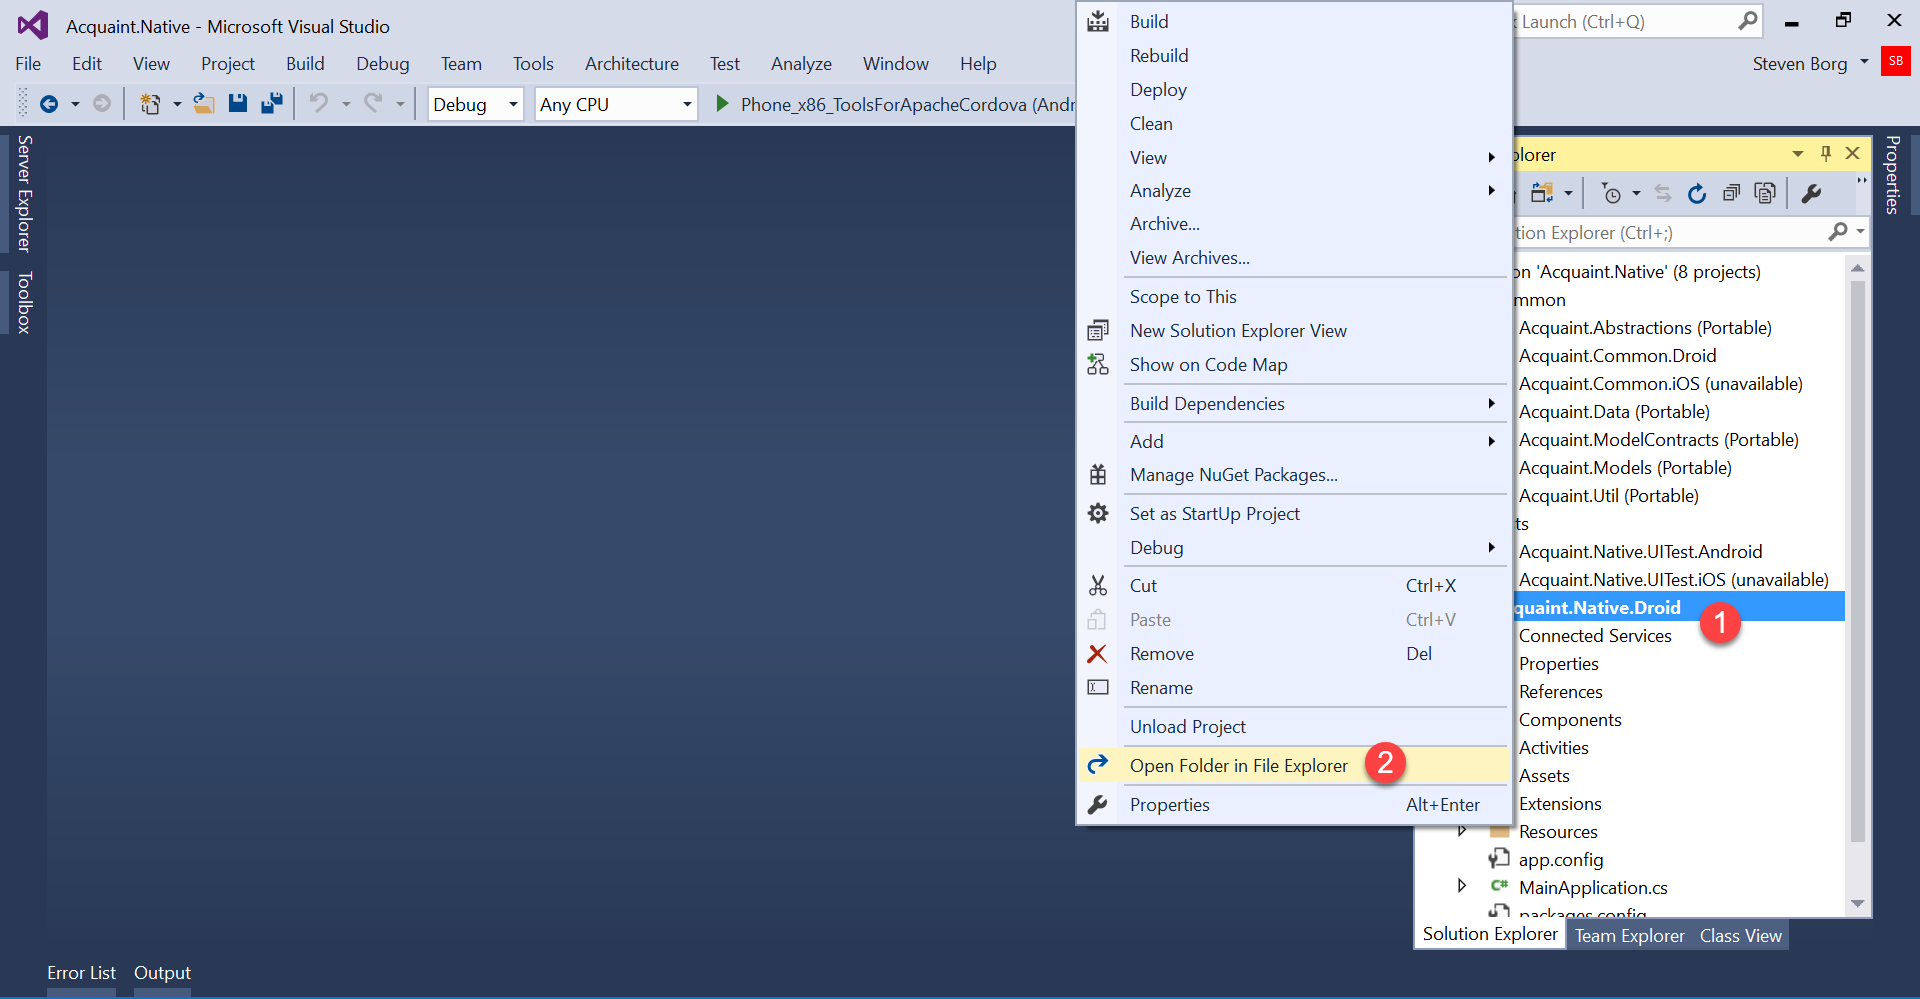 Acquaint.Native - Microsoft Visual Studio
Launch (Ctrl+Q)
File Edit View Project Build Debug Team Tools Architecture Test Analyze Window Help
Steven Borg SB
Debug Any CPU Phone_x86_ToolsForApacheCordova (Andr
Server Explorer
Toolbox
Build
Rebuild
Deploy
Clean
View
Analyze
Archive...
View Archives...
Scope to This
New Solution Explorer View
Show on Code Map
Build Dependencies
Add
Manage NuGet Packages...
Set as StartUp Project
Debug
Cut Ctrl+X
Paste Ctrl+V
Remove Del
Rename
Unload Project
Open Folder in File Explorer 2
Properties Alt+Enter
plorer
tion Explorer (Ctrl+;)
on 'Acquaint.Native' (8 projects)
mmon
Acquaint.Abstractions (Portable)
Acquaint.Common.Droid
Acquaint.Common.iOS (unavailable)
Acquaint.Data (Portable)
Acquaint.ModelContracts (Portable)
Acquaint.Models (Portable)
Acquaint.Util (Portable)
ts
Acquaint.Native.UITest.Android
Acquaint.Native.UITest.iOS (unavailable)
quaint.Native.Droid 1
Connected Services
Properties
References
Components
Activities
Assets
Extensions
Resources
app.config
C# MainApplication.cs
packages.config
Solution Explorer Team Explorer Class View
Properties
Error List Output